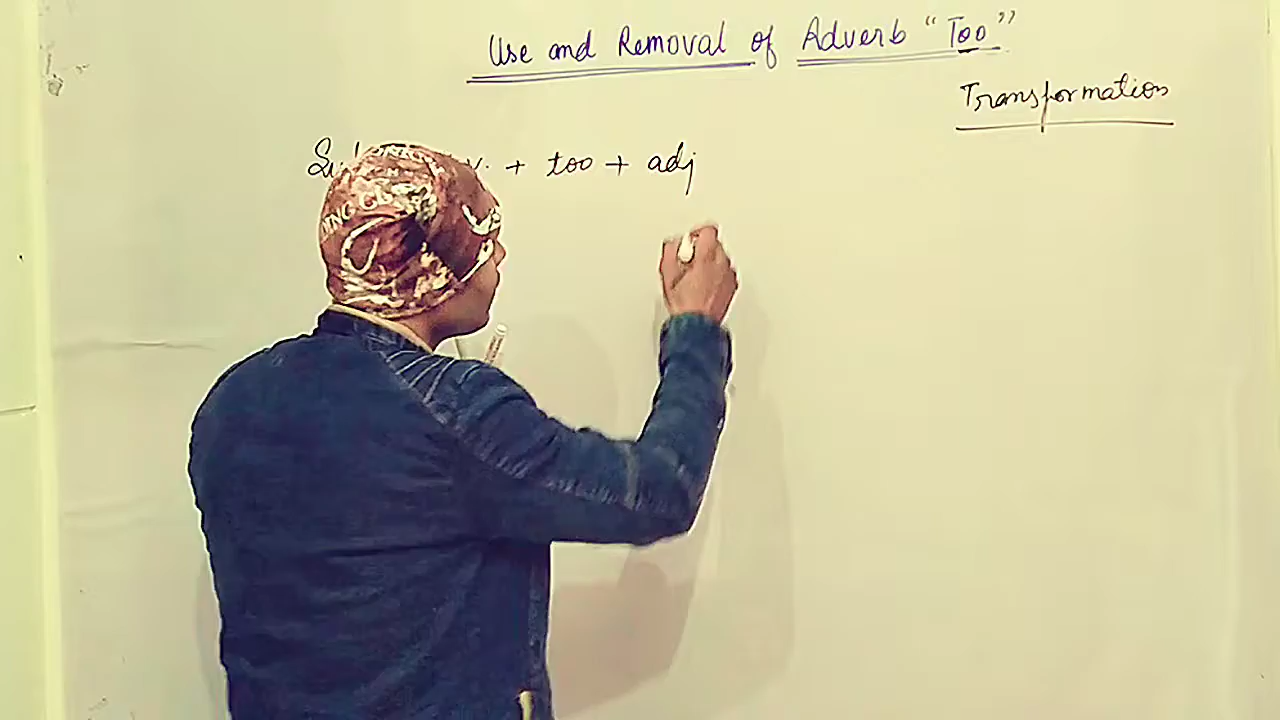 Use and Removal of Adverb "Too"
Transformation
+ too + adj